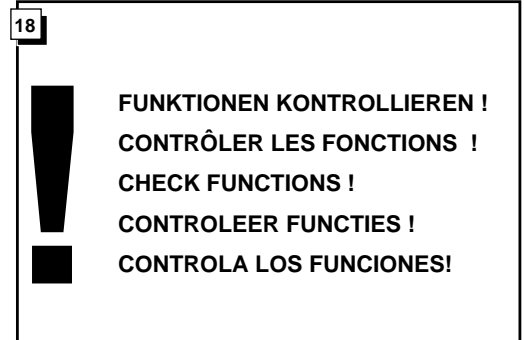 18
FUNKTIONEN KONTROLLIEREN !
CONTRÔLER LES FONCTIONS !
CHECK FUNCTIONS !
CONTROLEER FUNCTIES !
CONTROLA LOS FUNCIONES!
!